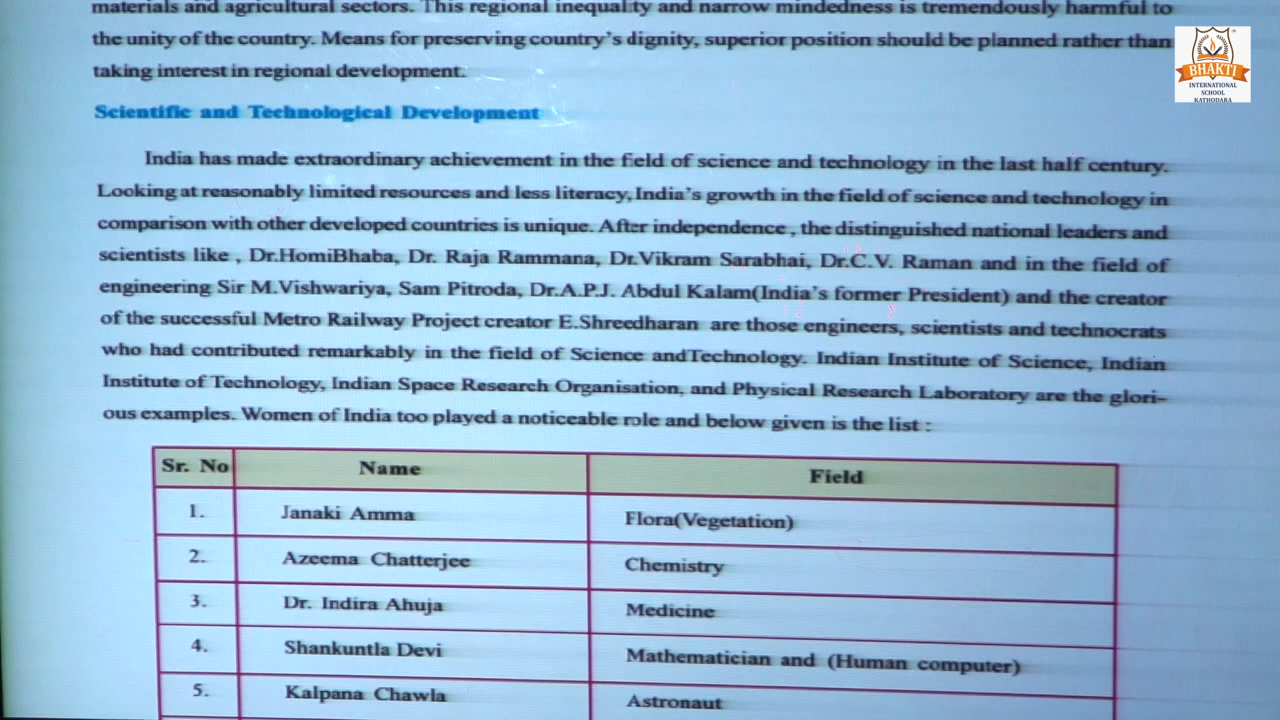 materials and agricultural sectors. This regional inequality and narrow mindedness is tremendously harmful to
the unity of the country. Means for preserving country's dignity, superior position should be planned rather than
taking interest in regional development.
BHAKTI
INTERNATIONAL
SCHOOL
KATHODARA
Scientific and Technological Development
India has made extraordinary achievement in the field of science and technology in the last half century.
Looking at reasonably limited resources and less literacy, India's growth in the field of science and technology in
comparison with other developed countries is unique. After independence , the distinguished national leaders and
scientists like , Dr.HomiBhaba, Dr. Raja Rammana, Dr.Vikram Sarabhai, Dr.C.V. Raman and in the field of
engineering Sir M.Vishwariya, Sam Pitroda, Dr.A.P.J. Abdul Kalam(India's former President) and the creator
of the successful Metro Railway Project creator E.Shreedharan are those engineers, scientists and technocrats
who had contributed remarkably in the field of Science andTechnology. Indian Institute of Science, Indian
Institute of Technology, Indian Space Research Organisation, and Physical Research Laboratory are the glori-
ous examples. Women of India too played a noticeable role and below given is the list :
Sr. No Name Field
1. Janaki Amma Flora(Vegetation)
2. Azeema Chatterjee Chemistry
3. Dr. Indira Ahuja Medicine
4. Shankuntla Devi Mathematician and (Human computer)
5. Kalpana Chawla Astronaut